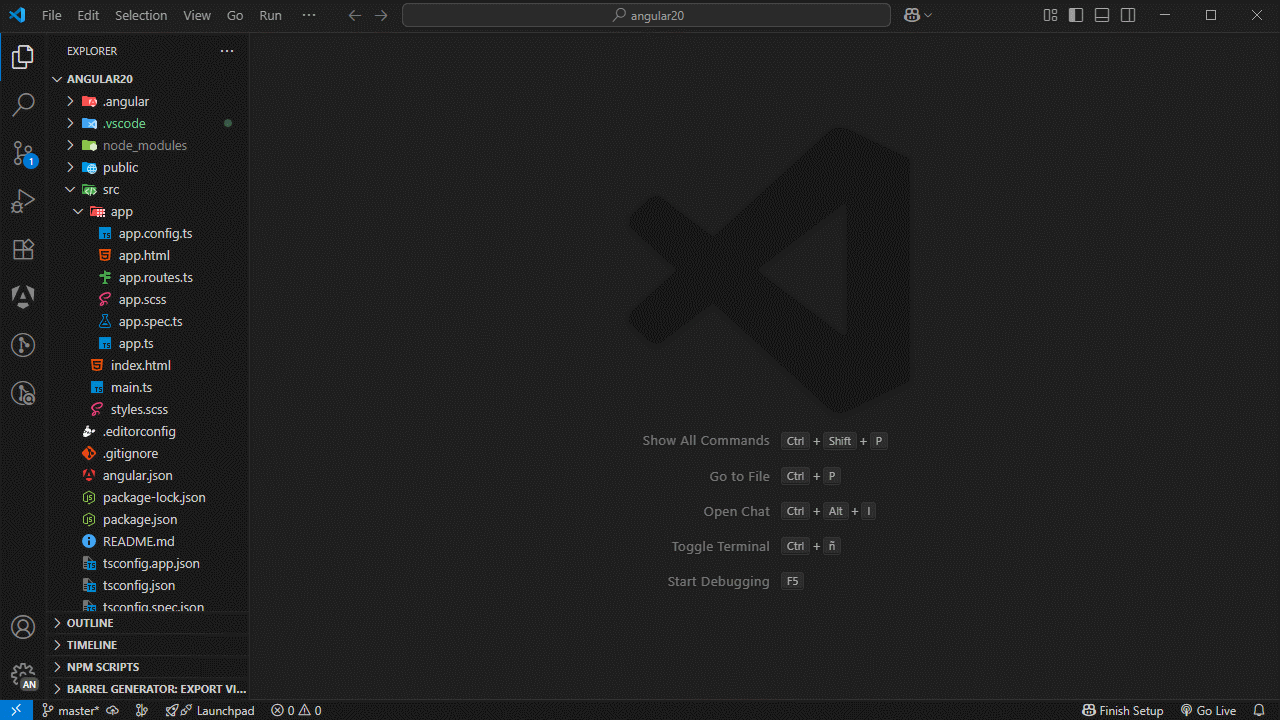 File Edit Selection View Go Run ···
angular20
EXPLORER ···
ANGULAR20
.angular
.vscode
node_modules
public
src
app
app.config.ts
app.html
app.routes.ts
app.scss
app.spec.ts
app.ts
index.html
main.ts
styles.scss
.editorconfig
.gitignore
angular.json
package-lock.json
package.json
README.md
tsconfig.app.json
tsconfig.json
tsconfig.spec.json
OUTLINE
TIMELINE
NPM SCRIPTS
BARREL GENERATOR: EXPORT VI...
1
AN
Show All Commands Ctrl + Shift + P
Go to File Ctrl + P
Open Chat Ctrl + Alt + I
Toggle Terminal Ctrl + ñ
Start Debugging F5
master* Launchpad 0 0 Finish Setup Go Live